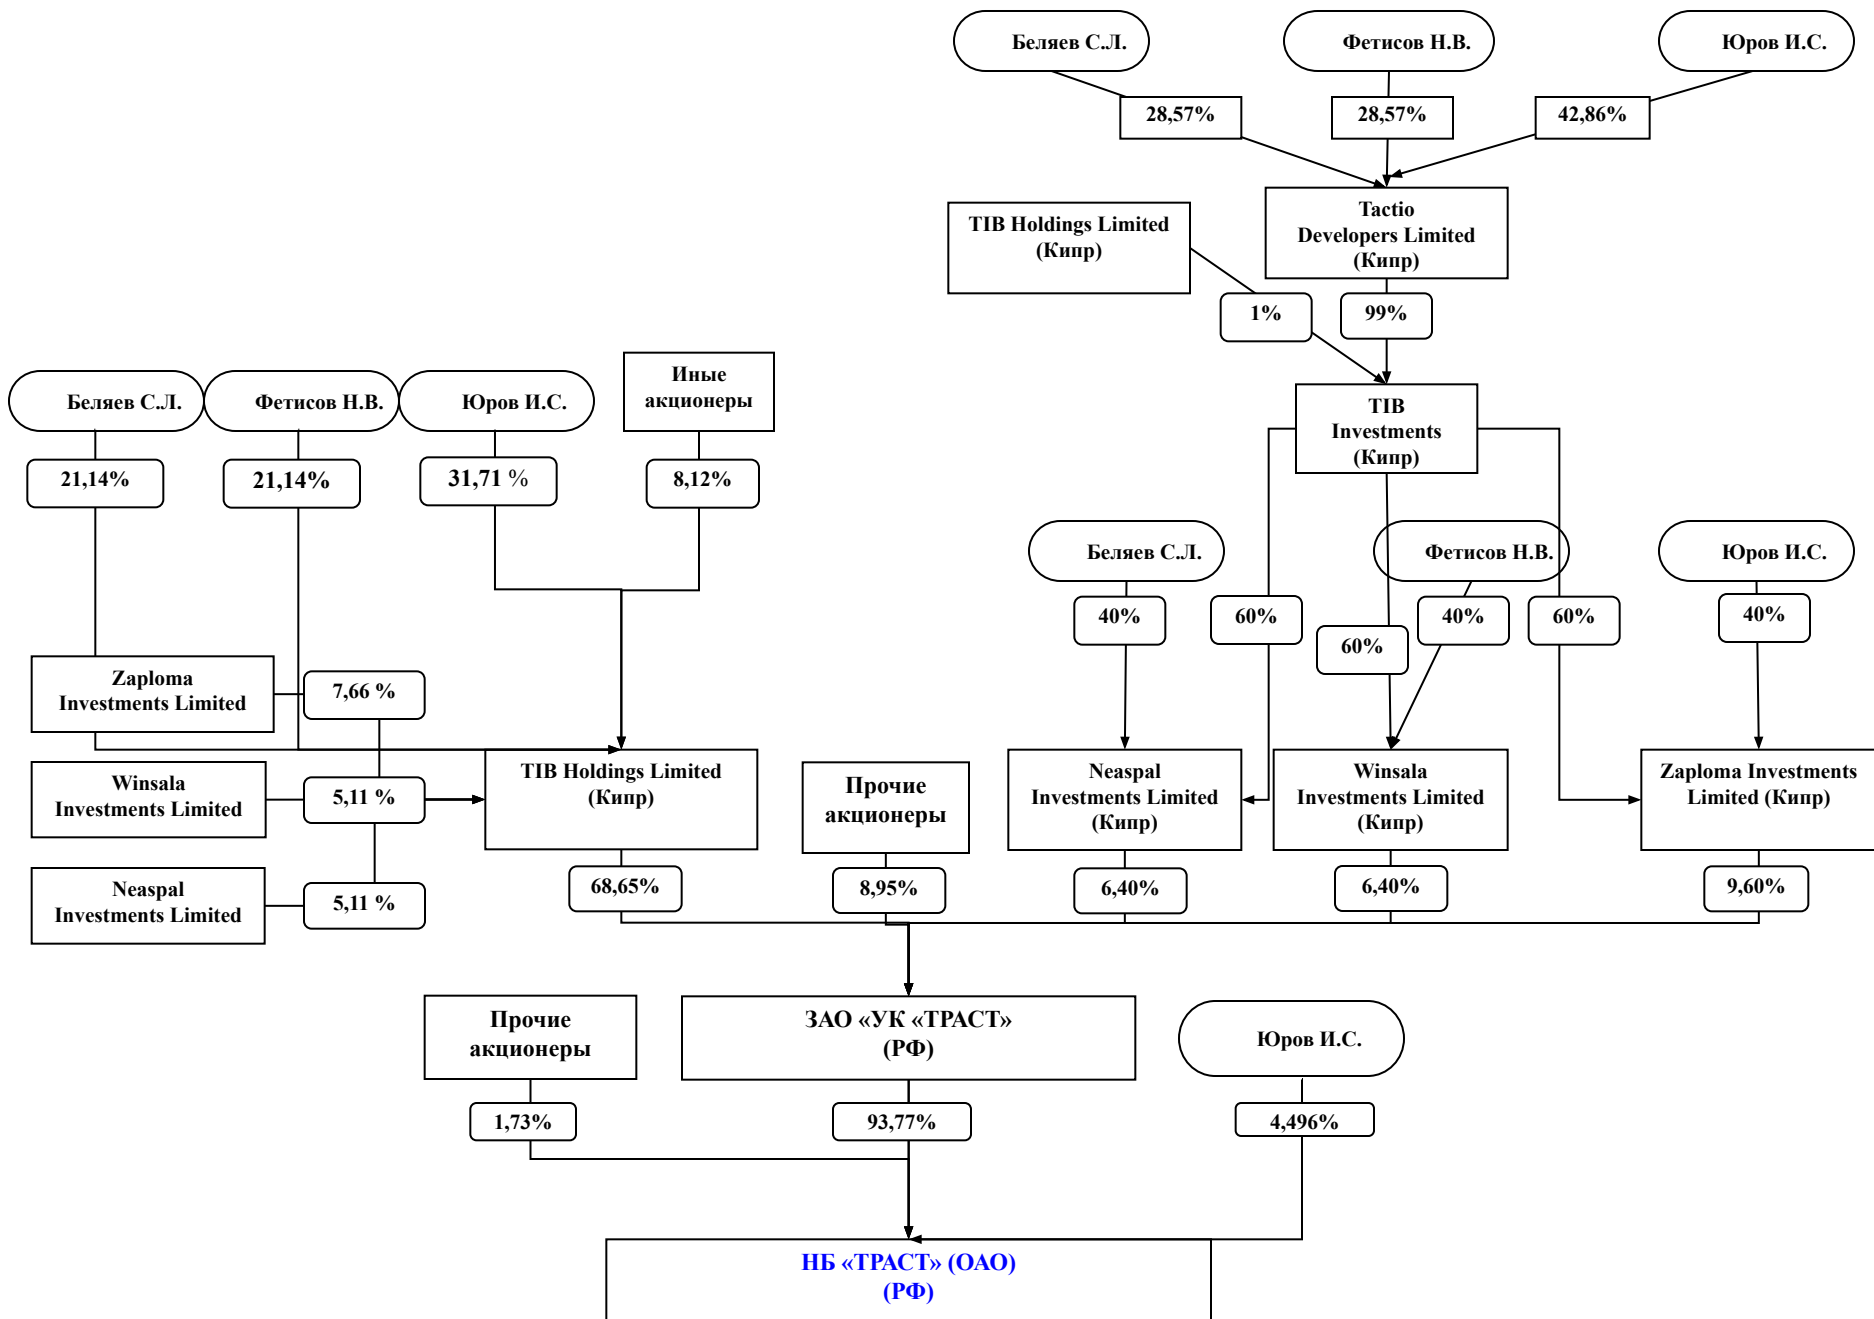 Беляев С.Л.
Фетисов Н.В.
Юров И.С.
28,57%
28,57%
42,86%
TIB Holdings Limited
(Кипр)
Tactio
Developers Limited
(Кипр)
1%
99%
Беляев С.Л.
Фетисов Н.В.
Юров И.С.
Иные
акционеры
TIB
Investments
(Кипр)
21,14%
21,14%
31,71 %
8,12%
Беляев С.Л.
Фетисов Н.В.
Юров И.С.
40%
60%
60%
40%
60%
40%
Zaploma
Investments Limited
7,66 %
Winsala
Investments Limited
5,11 %
Neaspal
Investments Limited
5,11 %
TIB Holdings Limited
(Кипр)
Прочие
акционеры
Neaspal
Investments Limited
(Кипр)
Winsala
Investments Limited
(Кипр)
Zaploma Investments
Limited (Кипр)
68,65%
8,95%
6,40%
6,40%
9,60%
Прочие
акционеры
ЗАО «УК «ТРАСТ»
(РФ)
Юров И.С.
1,73%
93,77%
4,496%
НБ «ТРАСТ» (ОАО)
(РФ)